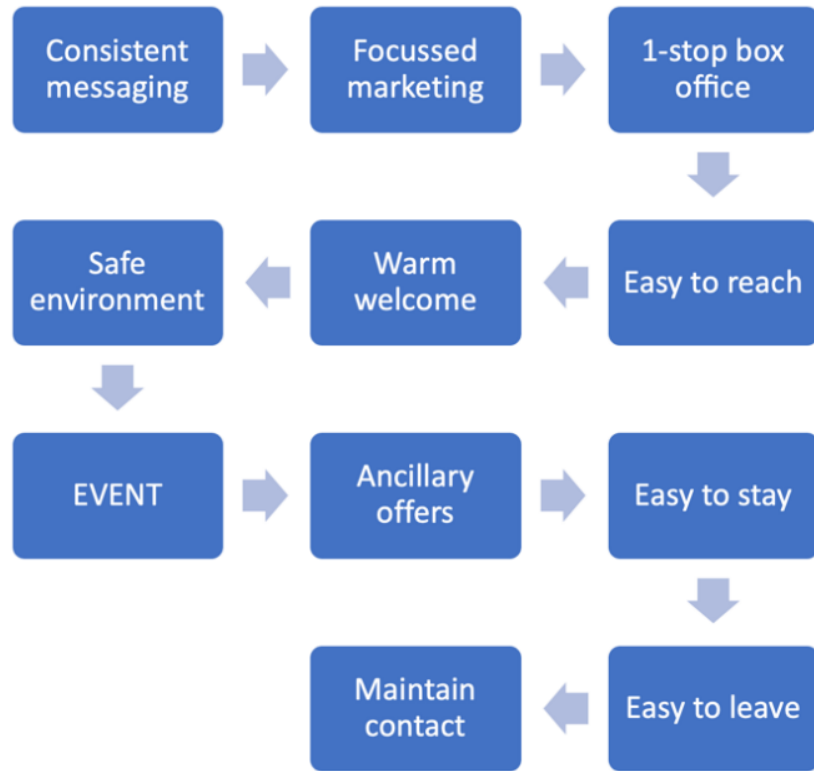 Consistent
messaging
Focussed
marketing
1-stop box
office
Easy to reach
Warm
welcome
Safe
environment
EVENT
Ancillary
offers
Easy to stay
Easy to leave
Maintain
contact